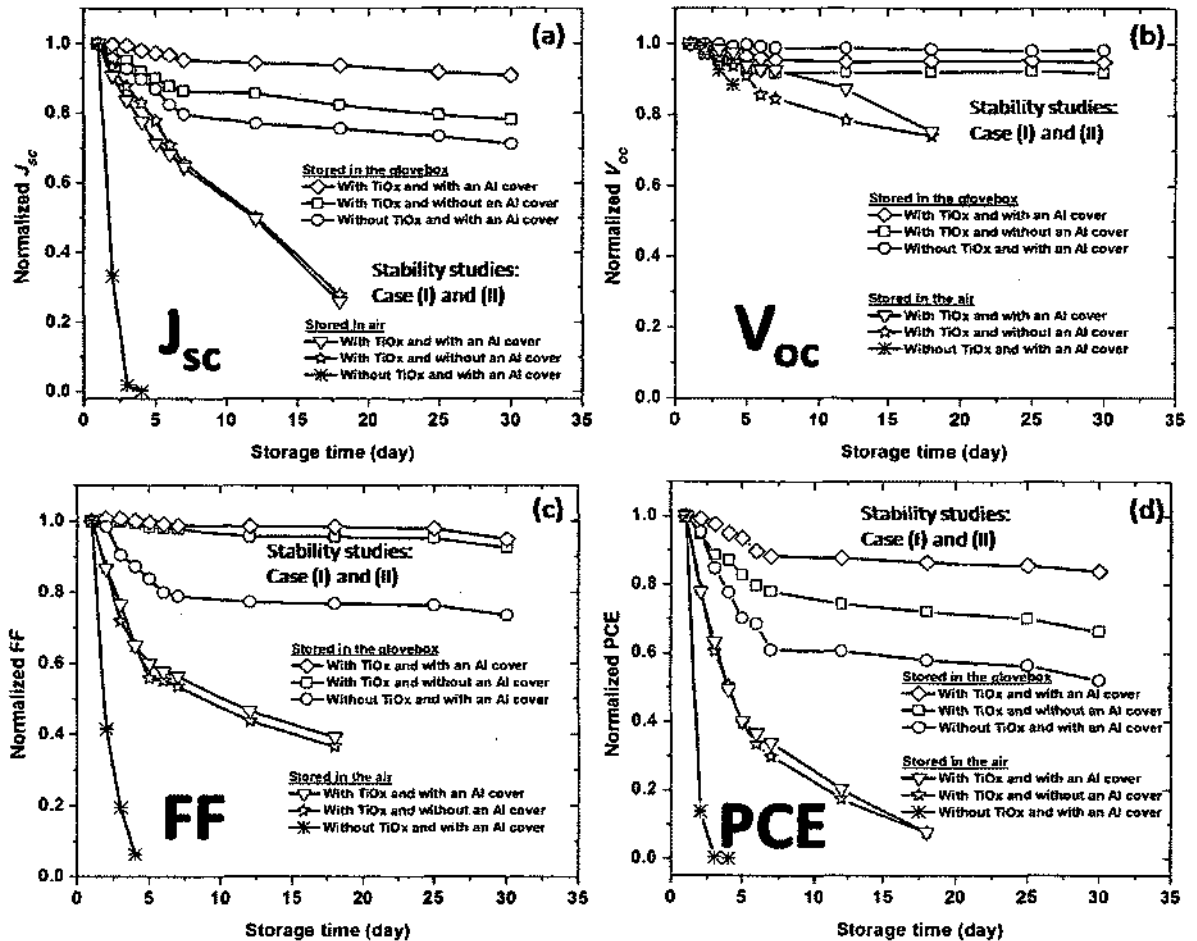 (a)
1.0
0.8
0.6
0.4
0.2
0.0
Normalized Jsc
Stored in the glovebox
With TiOx and with an Al cover
With TiOx and without an Al cover
Without TiOx and with an Al cover
Stability studies:
Case (I) and (II)
Stored in air
With TiOx and with an Al cover
With TiOx and without an Al cover
Without TiOx and with an Al cover
Jsc
0 5 10 15 20 25 30 35
Storage time (day)
(b)
1.0
0.8
0.6
0.4
0.2
0.0
Normalized Voc
Stability studies:
Case (I) and (II)
Stored in the glovebox
With TiOx and with an Al cover
With TiOx and without an Al cover
Without TiOx and with an Al cover
Stored in the air
With TiOx and with an Al cover
With TiOx and without an Al cover
Without TiOx and with an Al cover
Voc
0 5 10 15 20 25 30 35
Storage time (day)
(c)
1.0
0.8
0.6
0.4
0.2
0.0
Normalized FF
Stability studies:
Case (I) and (II)
Stored in the glovebox
With TiOx and with an Al cover
With TiOx and without an Al cover
Without TiOx and with an Al cover
Stored in the air
With TiOx and with an Al cover
With TiOx and without an Al cover
Without TiOx and with an Al cover
FF
0 5 10 15 20 25 30 35
Storage time (day)
(d)
1.0
0.8
0.6
0.4
0.2
0.0
Normalized PCE
Stability studies:
Case (I) and (II)
Stored in the glovebox
With TiOx and with an Al cover
With TiOx and without an Al cover
Without TiOx and with an Al cover
Stored in the air
With TiOx and with an Al cover
With TiOx and without an Al cover
Without TiOx and with an Al cover
PCE
0 5 10 15 20 25 30 35
Storage time (day)